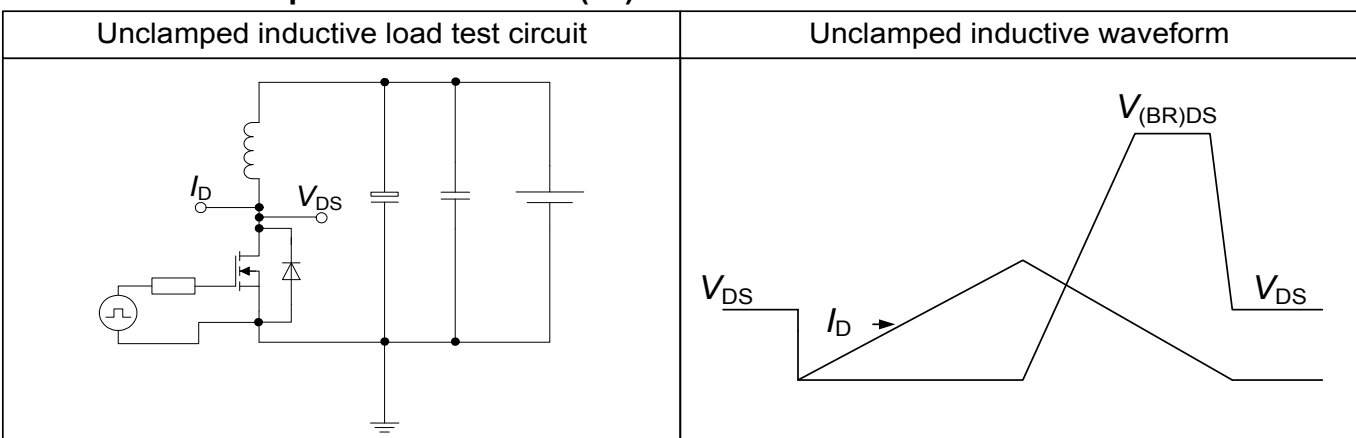 Unclamped inductive load test circuit
Unclamped inductive waveform
I_D
V_DS
V_(BR)DS
V_DS
I_D
V_DS